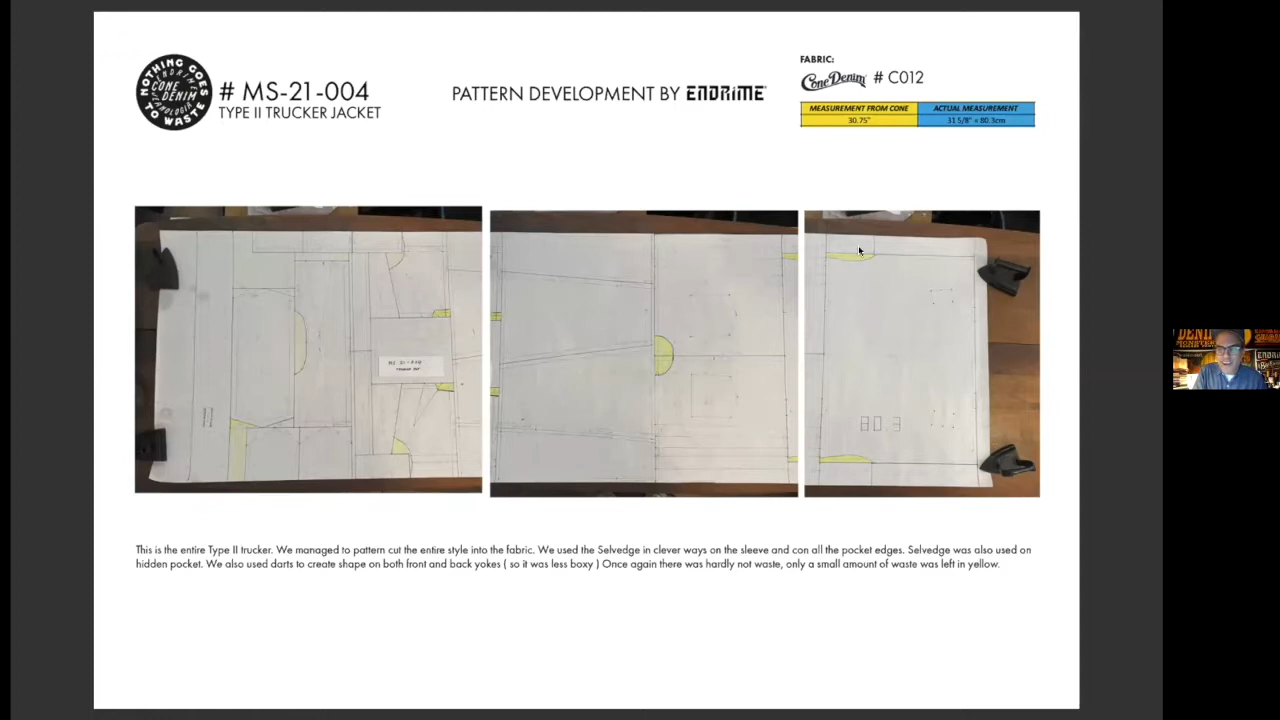 NOTHING GOES
ENDRIME
CONE
DENIM
TO WASTE
# MS-21-004
TYPE II TRUCKER JACKET
PATTERN DEVELOPMENT BY ENDRIME
FABRIC:
Cone Denim # C012
MEASUREMENT FROM CONE ACTUAL MEASUREMENT
30.75" 31 5/8" = 80.3cm
80.3
This is the entire Type II trucker. We managed to pattern cut the entire style into the fabric. We used the Selvedge in clever ways on the sleeve and con all the pocket edges. Selvedge was also used on
hidden pocket. We also used darts to create shape on both front and back yokes ( so it was less boxy ) Once again there was hardly not waste, only a small amount of waste was left in yellow.